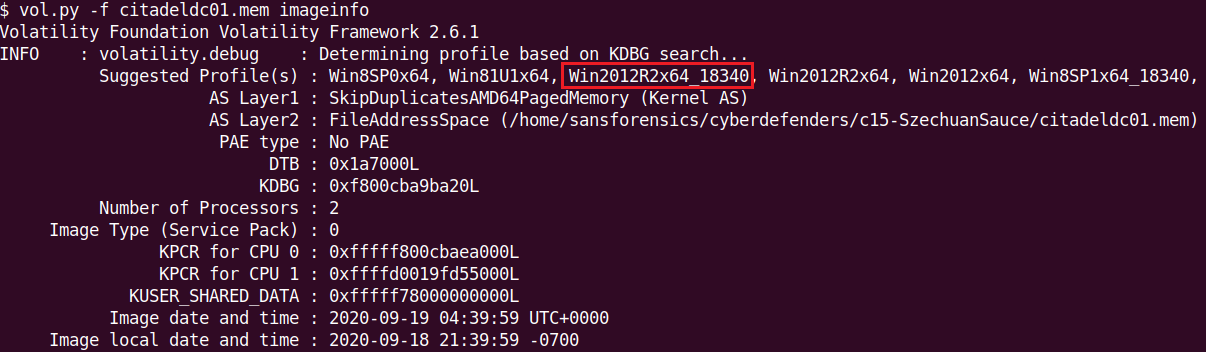 $ vol.py -f citadeldc01.mem imageinfo
Volatility Foundation Volatility Framework 2.6.1
INFO    : volatility.debug    : Determining profile based on KDBG search...
          Suggested Profile(s) : Win8SP0x64, Win81U1x64, Win2012R2x64_18340, Win2012R2x64, Win2012x64, Win8SP1x64_18340,
                     AS Layer1 : SkipDuplicatesAMD64PagedMemory (Kernel AS)
                     AS Layer2 : FileAddressSpace (/home/sansforensics/cyberdefenders/c15-SzechuanSauce/citadeldc01.mem)
                      PAE type : No PAE
                           DTB : 0x1a7000L
                          KDBG : 0xf800cba9ba20L
          Number of Processors : 2
     Image Type (Service Pack) : 0
                KPCR for CPU 0 : 0xfffff800cbaea000L
                KPCR for CPU 1 : 0xffffd0019fd55000L
             KUSER_SHARED_DATA : 0xfffff78000000000L
           Image date and time : 2020-09-19 04:39:59 UTC+0000
     Image local date and time : 2020-09-18 21:39:59 -0700